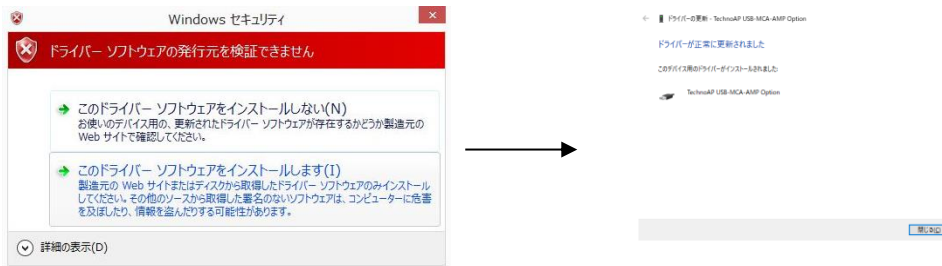 Windows セキュリティ
ドライバー ソフトウェアの発行元を検証できません
このドライバー ソフトウェアをインストールしない(N)
お使いのデバイス用の、更新されたドライバー ソフトウェアが存在するかどうか製造元の
Web サイトで確認してください。
このドライバー ソフトウェアをインストールします(I)
製造元の Web サイトまたはディスクから取得したドライバー ソフトウェアのみインストール
してください。その他のソースから取得した署名のないソフトウェアは、コンピューターに危害
を及ぼしたり、情報を盗んだりする可能性があります。
詳細の表示(D)
ドライバーの更新 - TechnoAP USB-MCA-AMP Option
ドライバーが正常に更新されました
このデバイス用のドライバーがインストールされました:
TechnoAP USB-MCA-AMP Option
閉じる(C)